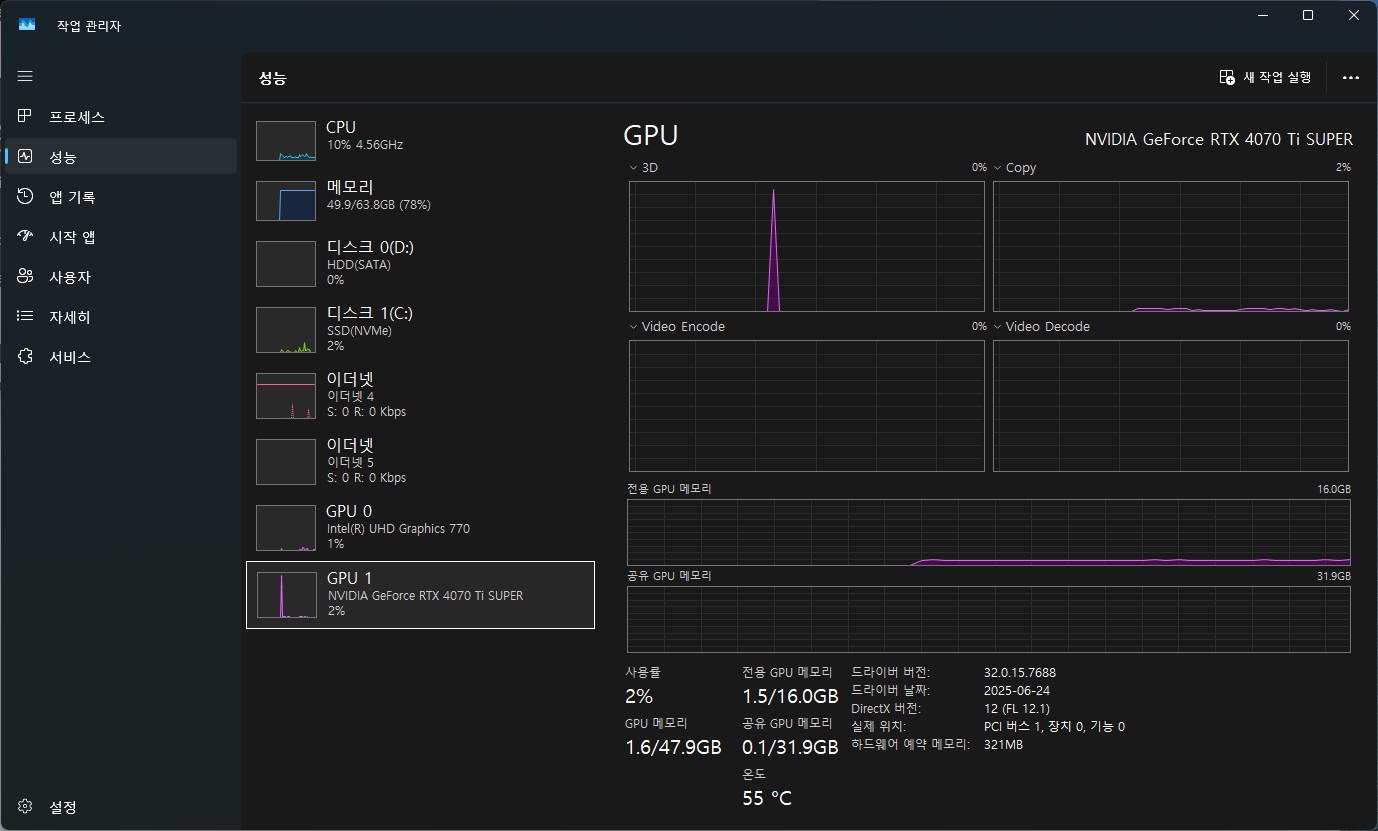 작업 관리자
성능
새 작업 실행
프로세스
성능
앱 기록
시작 앱
사용자
자세히
서비스
설정
CPU
10% 4.56GHz
메모리
49.9/63.8GB (78%)
디스크 0(D:)
HDD(SATA)
0%
디스크 1(C:)
SSD(NVMe)
2%
이더넷
이더넷 4
S: 0 R: 0 Kbps
이더넷
이더넷 5
S: 0 R: 0 Kbps
GPU 0
Intel(R) UHD Graphics 770
1%
GPU 1
NVIDIA GeForce RTX 4070 Ti SUPER
2%
GPU
NVIDIA GeForce RTX 4070 Ti SUPER
3D 0%
Copy 2%
Video Encode 0%
Video Decode 0%
전용 GPU 메모리 16.0GB
공유 GPU 메모리 31.9GB
사용률
2%
전용 GPU 메모리
1.5/16.0GB
GPU 메모리
1.6/47.9GB
공유 GPU 메모리
0.1/31.9GB
온도
55 °C
드라이버 버전: 32.0.15.7688
드라이버 날짜: 2025-06-24
DirectX 버전: 12 (FL 12.1)
실제 위치: PCI 버스 1, 장치 0, 기능 0
하드웨어 예약 메모리: 321MB